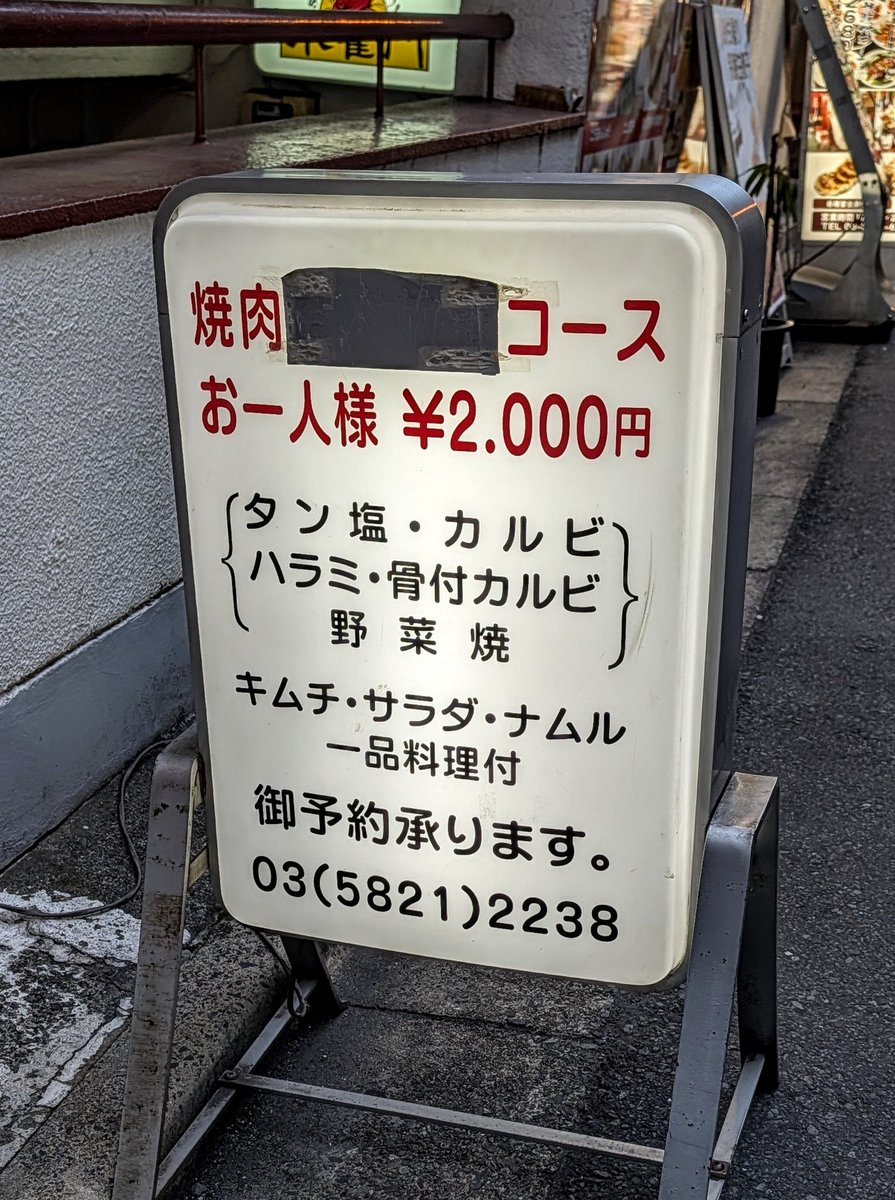 焼肉 コース
お一人様 ¥2.000円
タン塩・カルビ
ハラミ・骨付カルビ
野菜焼
キムチ・サラダ・ナムル
一品料理付
御予約承ります。
03(5821)2238